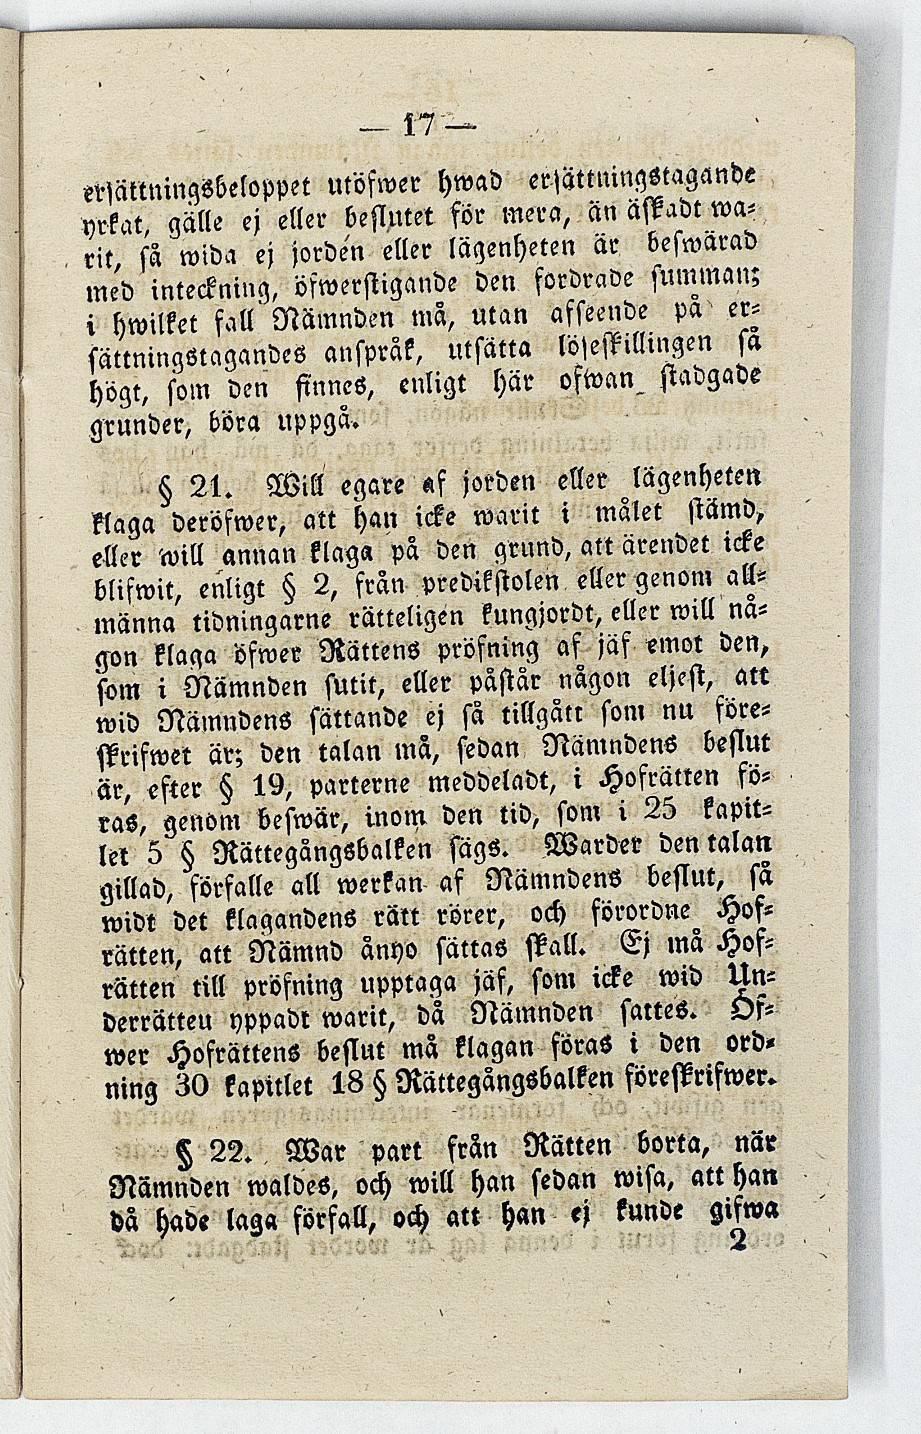 — 17 —
ersättningsbeloppet utöfwer hwad ersättningstagande
yrkat, gälle ej eller beslutet för mera, än äskadt wa-
rit, så wida ej jorden eller lägenheten är beswärad
med inteckning, öfwerstigande den fordrade summan;
i hwilket fall Nämnden må, utan afseende på er-
sättningstagandes anspråk, utsätta löseskillingen så
högt, som den finnes, enligt här ofwan stadgade
grunder, böra uppgå.
§ 21. Will egare af jorden eller lägenheten
klaga deröfwer, att han icke warit i målet stämd,
eller will annan klaga på den grund, att ärendet icke
blifwit, enligt § 2, från predikstolen eller genom all-
männa tidningarne rätteligen kungjordt, eller will nå-
gon klaga öfwer Rättens pröfning af jäf emot den,
som i Nämnden sutit, eller påstår någon eljest, att
wid Nämndens sättande ej så tillgått som nu före-
skrifwet är; den talan må, sedan Nämndens beslut
är, efter § 19, parterne meddeladt, i Hofrätten fö-
ras, genom beswär, inom den tid, som i 25 kapit-
let 5 § Rättegångsbalken sägs. Warder den talan
gillad, förfalle all werkan af Nämndens beslut, så
widt det klagandens rätt rörer, och förordne Hof-
rätten, att Nämnd ånyo sättas skall. Ej må Hof-
rätten till pröfning upptaga jäf, som icke wid Un-
derrätteu yppadt warit, då Nämnden sattes. Öf-
wer Hofrättens beslut må klagan föras i den ord-
ning 30 kapitlet 18 § Rättegångsbalken föreskrifwer.
§ 22. War part från Rätten borta, när
Nämnden waldes, och will han sedan wisa, att han
då hade laga förfall, och att han ej kunde gifwa
2